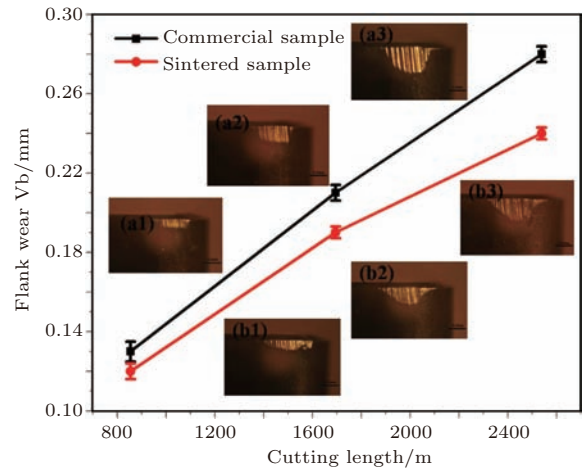 0.30
Commercial sample
Sintered sample
(a3)
0.26
(a2)
0.22
Flank wear Vb/mm
(b3)
(a1)
0.18
(b2)
(b1)
0.14
0.10
800 1200 1600 2000 2400
Cutting length/m